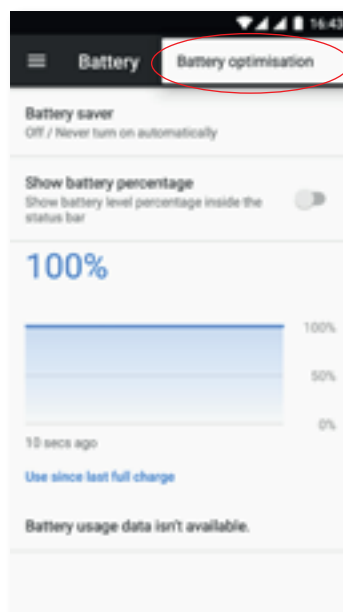 16:43
Battery
Battery optimisation
Battery saver
Off / Never turn on automatically
Show battery percentage
Show battery level percentage inside the
status bar
100%
100%
50%
0%
10 secs ago
Use since last full charge
Battery usage data isn't available.